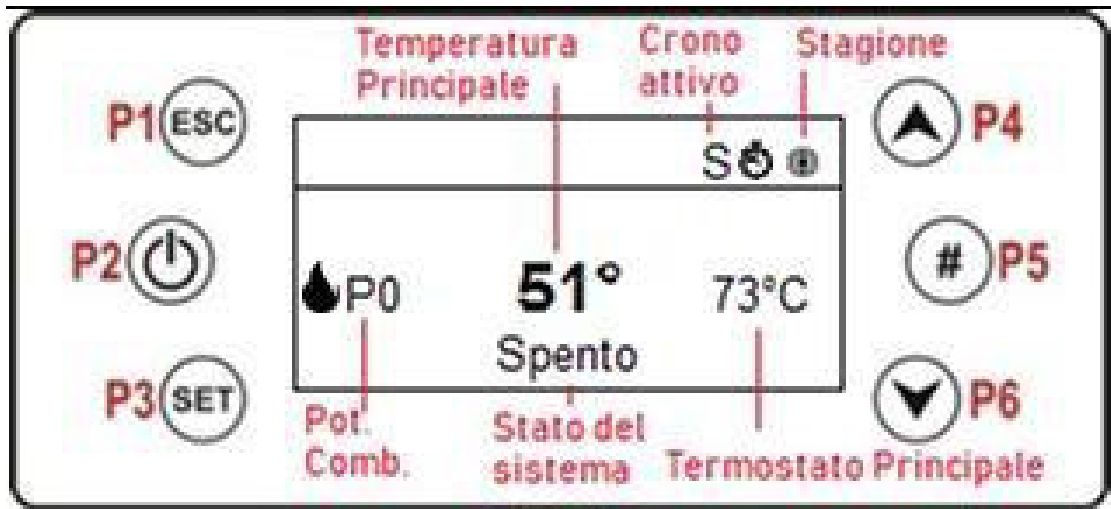 Temperatura Principale
Crono attivo
Stagione
P1 ESC
P4
S
P2
P0
51°
73°C
# P5
Spento
P3 SET
P6
Pot. Comb.
Stato del sistema
Termostato Principale